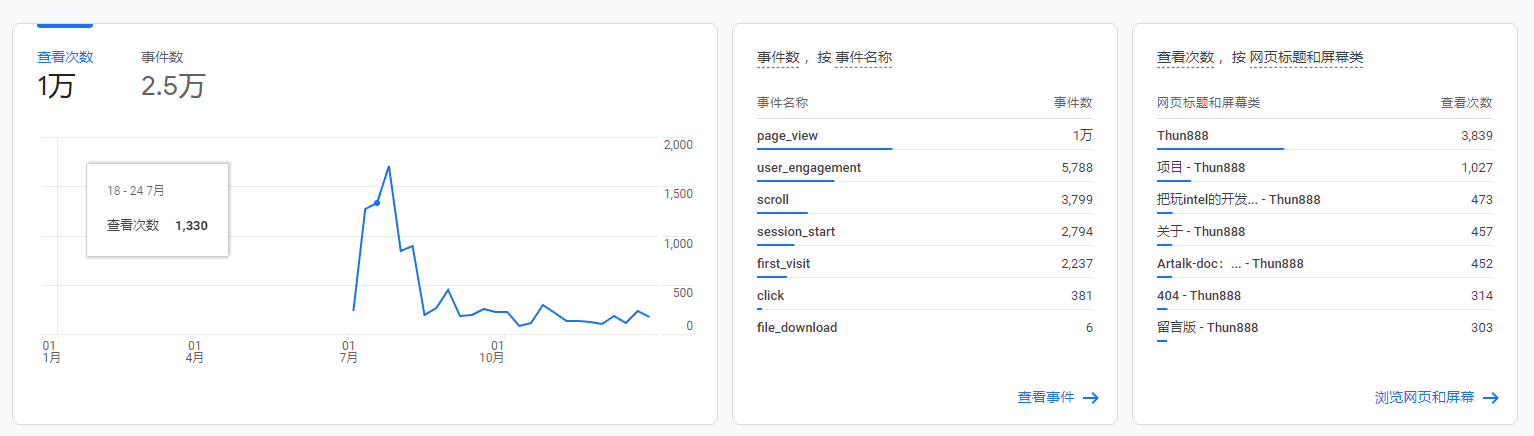 查看次数 事件数
1万 2.5万
2,000
1,500
1,000
500
0
18 - 24 7月
查看次数 1,330
01 01 01 01
1月 4月 7月 10月
事件数， 按 事件名称
事件名称 事件数
page_view 1万
user_engagement 5,788
scroll 3,799
session_start 2,794
first_visit 2,237
click 381
file_download 6
查看事件 →
查看次数， 按 网页标题和屏幕类
网页标题和屏幕类 查看次数
Thun888 3,839
项目 - Thun888 1,027
把玩intel的开发... - Thun888 473
关于 - Thun888 457
Artalk-doc：... - Thun888 452
404 - Thun888 314
留言版 - Thun888 303
浏览网页和屏幕 →